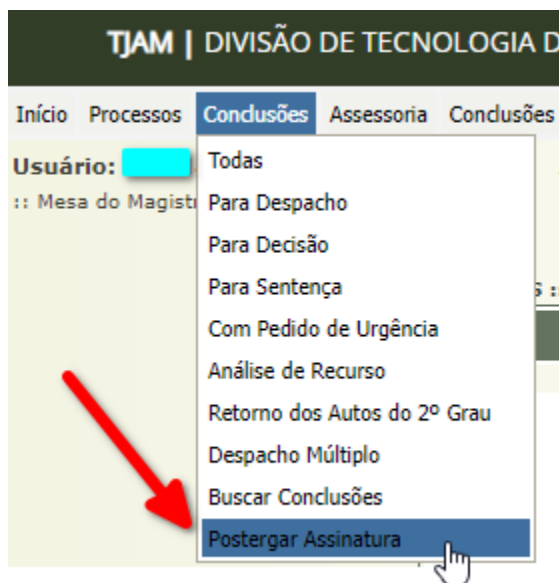 TJAM | DIVISÃO DE TECNOLOGIA D
Início Processos Conclusões Assessoria Conclusões
Usuário:
Todas
:: Mesa do Magist
Para Despacho
Para Decisão
Para Sentença
S :
Com Pedido de Urgência
Análise de Recurso
Retorno dos Autos do 2º Grau
Despacho Múltiplo
Buscar Conclusões
Postergar Assinatura